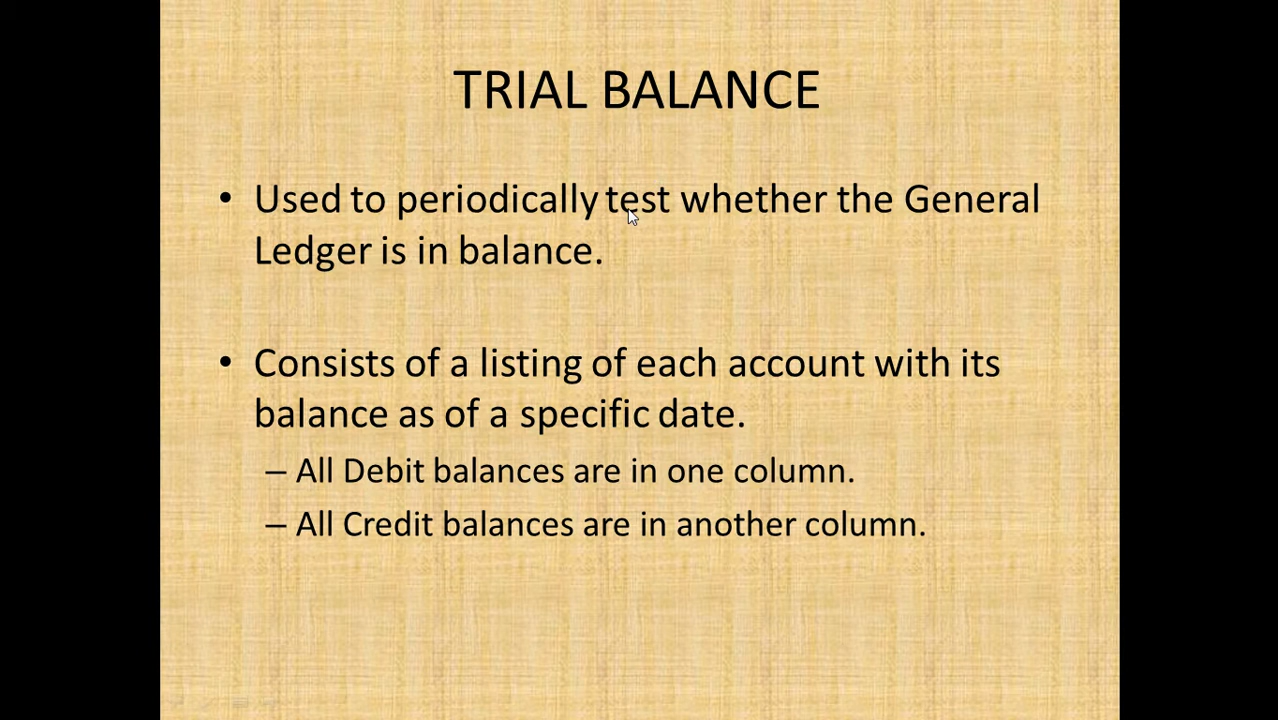 TRIAL BALANCE
• Used to periodically test whether the General
Ledger is in balance.
• Consists of a listing of each account with its
balance as of a specific date.
– All Debit balances are in one column.
– All Credit balances are in another column.